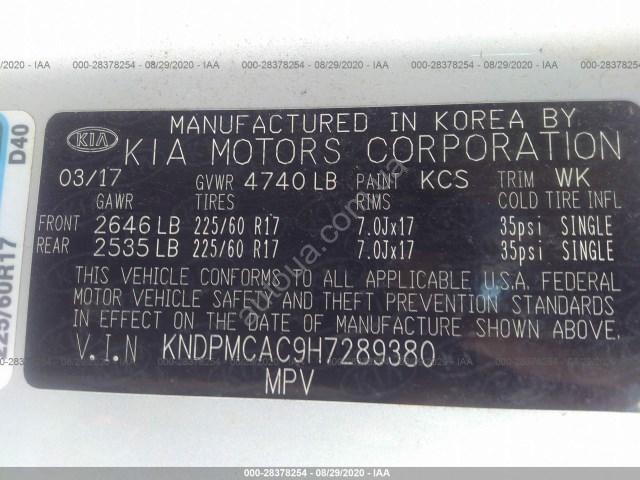 000-28378254 - 08/29/2020 - IAA
MANUFACTURED IN KOREA BY
KIA KIA MOTORS CORPORATION
03/17 GVWR 4740 LB PAINT KCS TRIM WK
GAWR TIRES RIMS COLD TIRE INFL
FRONT 2646 LB 225/60 R17 7.0Jx17 35psi SINGLE
REAR 2535 LB 225/60 R17 7.0Jx17 35psi SINGLE
THIS VEHICLE CONFORMS TO ALL APPLICABLE U.S.A. FEDERAL
MOTOR VEHICLE SAFETY AND THEFT PREVENTION STANDARDS
IN EFFECT ON THE DATE OF MANUFACTURE SHOWN ABOVE.
V.I.N KNDPMCAC9H7289380
MPV
D40
225/60R17
autoua.com
000-28378254 - 08/29/2020 - IAA